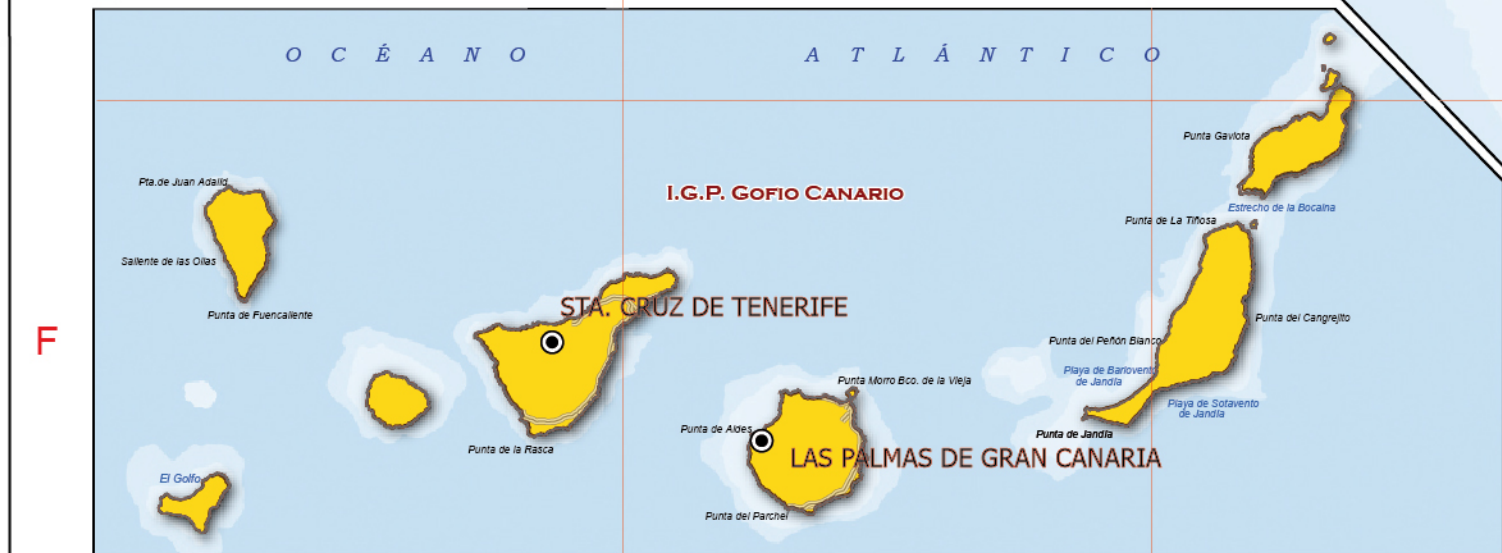 OCÉANO ATLÁNTICO
Punta Gaviota
Pta.de Juan Adalid
I.G.P. GOFIO CANARIO
Estrecho de la Bocaina
Punta de La Tiñosa
Saliente de las Ollas
Punta de Fuencaliente
STA. CRUZ DE TENERIFE
Punta del Cangrejito
F
Punta del Peñón Blanco
Playa de Barlovento
de Jandía
Punta Morro Bco. de la Vieja
Playa de Sotavento
de Jandía
Punta de Aldes
Punta de Jandía
Punta de la Rasca
LAS PALMAS DE GRAN CANARIA
El Golfo
Punta del Parchel